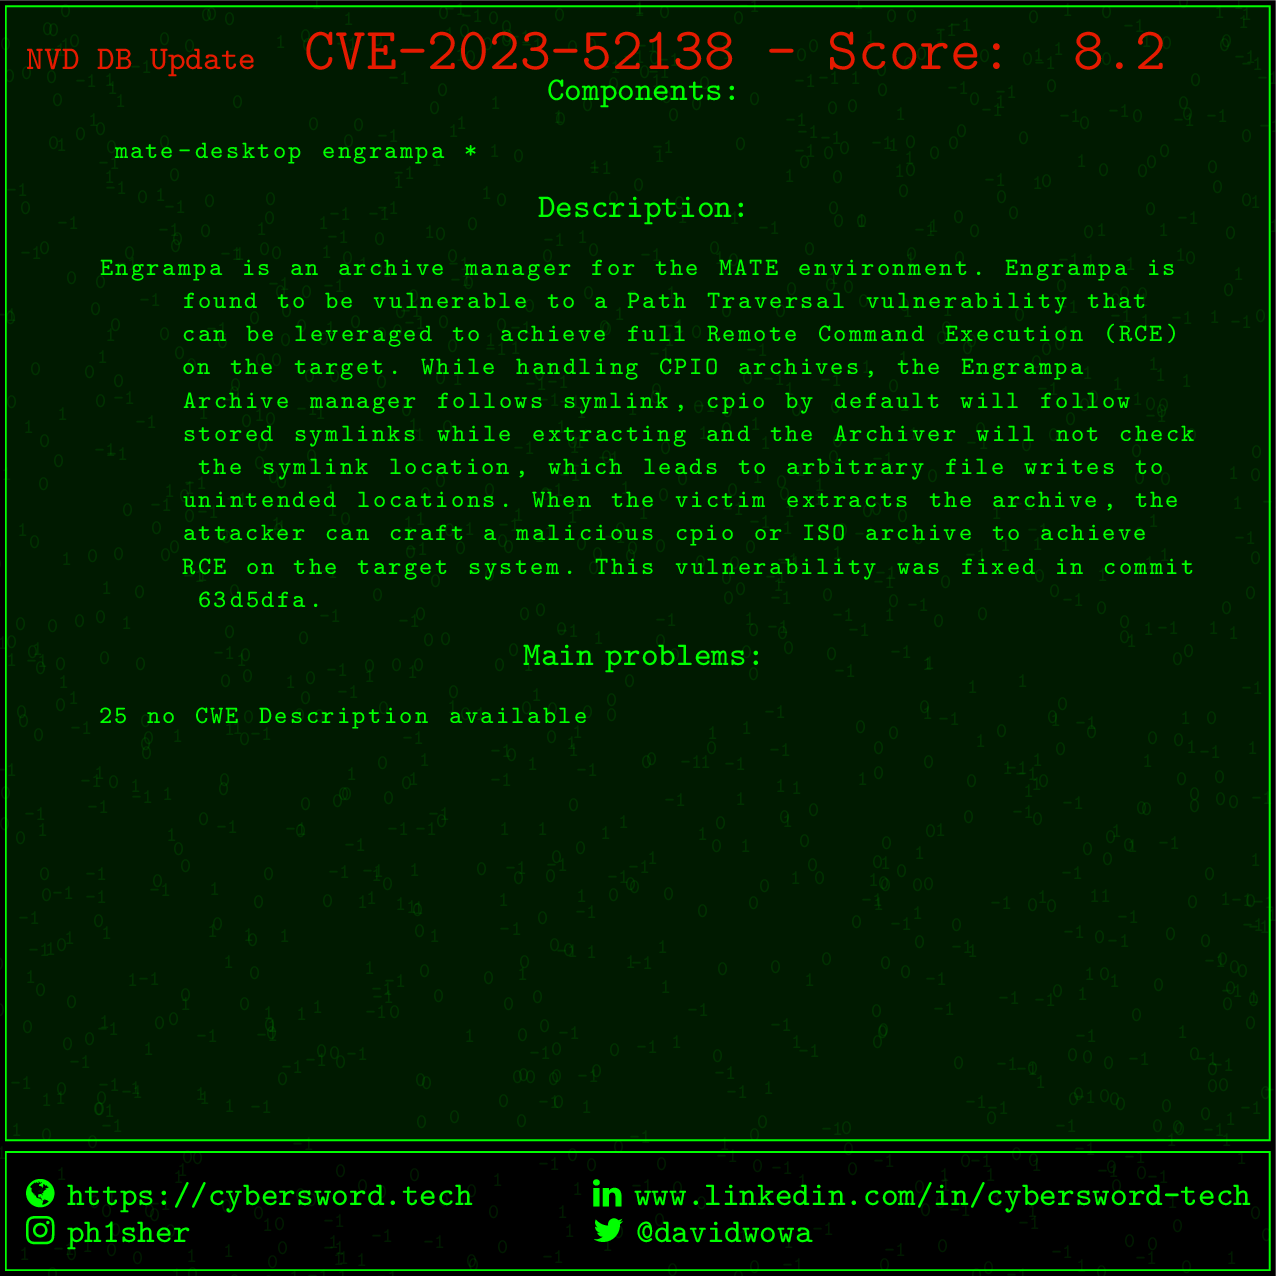 NVD DB Update CVE-2023-52138 - Score: 8.2
Components:
mate-desktop engrampa *
Description:
Engrampa is an archive manager for the MATE environment. Engrampa is
found to be vulnerable to a Path Traversal vulnerability that
can be leveraged to achieve full Remote Command Execution (RCE)
on the target. While handling CPIO archives, the Engrampa
Archive manager follows symlink, cpio by default will follow
stored symlinks while extracting and the Archiver will not check
the symlink location, which leads to arbitrary file writes to
unintended locations. When the victim extracts the archive, the
attacker can craft a malicious cpio or ISO archive to achieve
RCE on the target system. This vulnerability was fixed in commit
63d5dfa.
Main problems:
25 no CWE Description available
https://cybersword.tech www.linkedin.com/in/cybersword-tech
ph1sher @davidwowa